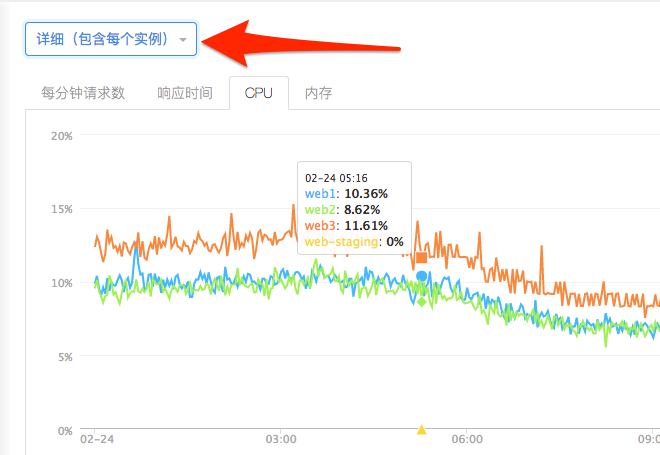 详细（包含每个实例）
每分钟请求数 响应时间 CPU 内存
20%
02-24 05:16
web1: 10.36%
web2: 8.62%
web3: 11.61%
web-staging: 0%
15%
10%
5%
0%
02-24 03:00 06:00 09:0